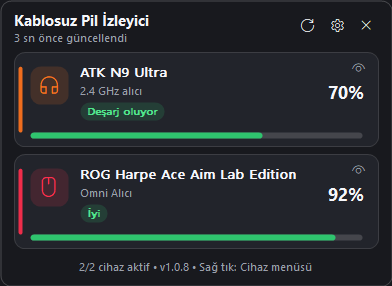 Kablosuz Pil İzleyici
3 sn önce güncellendi
ATK N9 Ultra
2.4 GHz alıcı
70%
Deşarj oluyor
ROG Harpe Ace Aim Lab Edition
Omni Alıcı
92%
İyi
2/2 cihaz aktif • v1.0.8 • Sağ tık: Cihaz menüsü